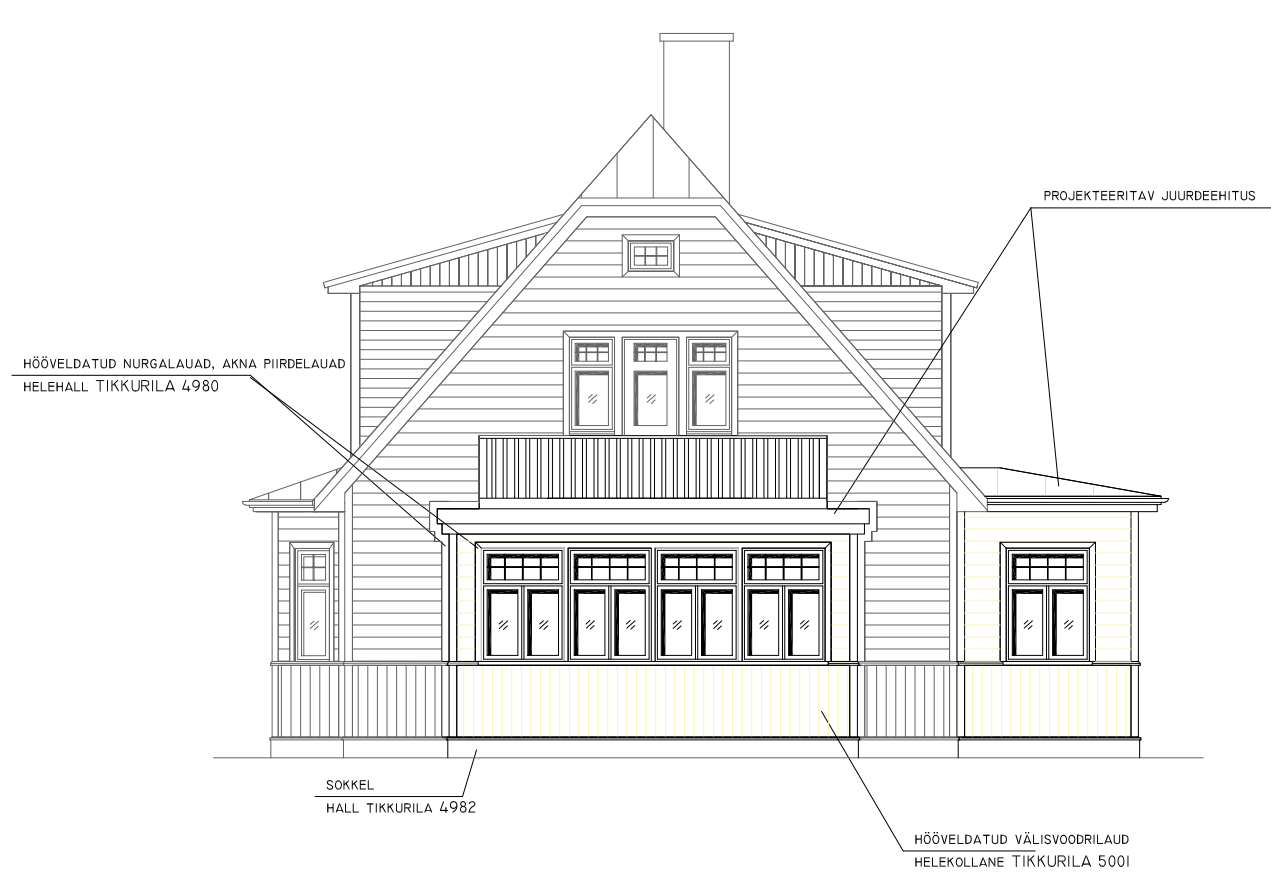 PROJEKTEERITAV JUURDEEHITUS
HÖÖVELDATUD NURGALAUAD, AKNA PIIRDELAUAD
HELEHALL TIKKURILA 4980
SOKKEL
HALL TIKKURILA 4982
HÖÖVELDATUD VÄLISVOODRILAUD
HELEKOLLANE TIKKURILA 5001